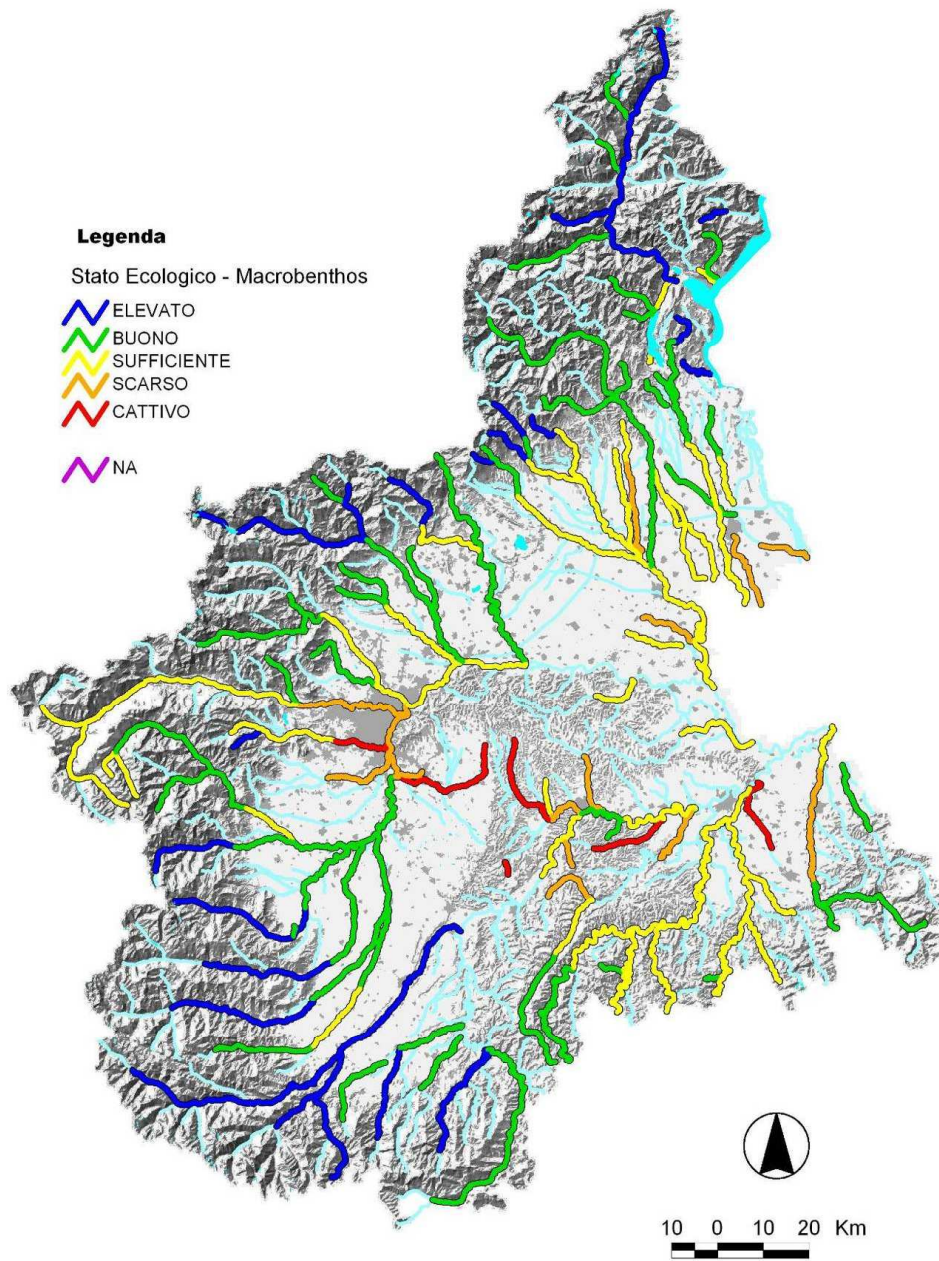 Legenda
Stato Ecologico - Macrobenthos
ELEVATO
BUONO
SUFFICIENTE
SCARSO
CATTIVO
NA
10 0 10 20 Km